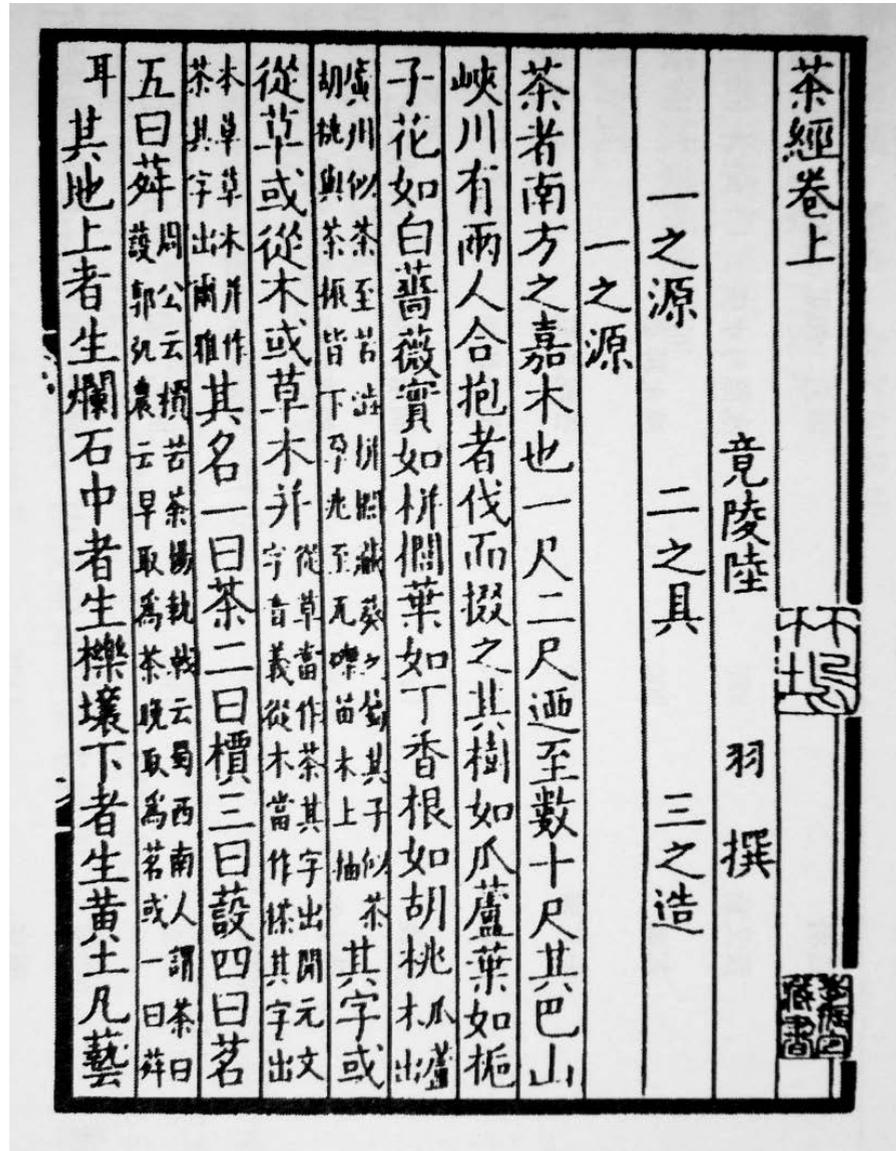 茶經卷上
竟陵陸 羽 撰
一之源 二之具 三之造
一之源
茶者南方之嘉木也一尺二尺迺至數十尺其巴山
峽川有兩人合抱者伐而掇之其樹如瓜蘆葉如梔
子花如白薔薇實如栟櫚葉如丁香根如胡桃瓜蘆木出
廣川似茶至苦澁栟櫚蒲葵之屬其子似茶胡桃與茶根皆下孕兆至瓦礫苗木上抽其字或
從草或從木或草木并從草當作茶其字出開元文字音義從木當作𣗪其字出
本草草木并作茶其字出爾雅其名一曰茶二曰檟三曰蔎四曰茗
五曰荈周公云檟苦荼揚執戟云蜀西南人謂茶曰蔎郭弘農云早取爲茶晚取爲茗或一曰荈
耳其地上者生爛石中者生櫟壤下者生黃土凡藝